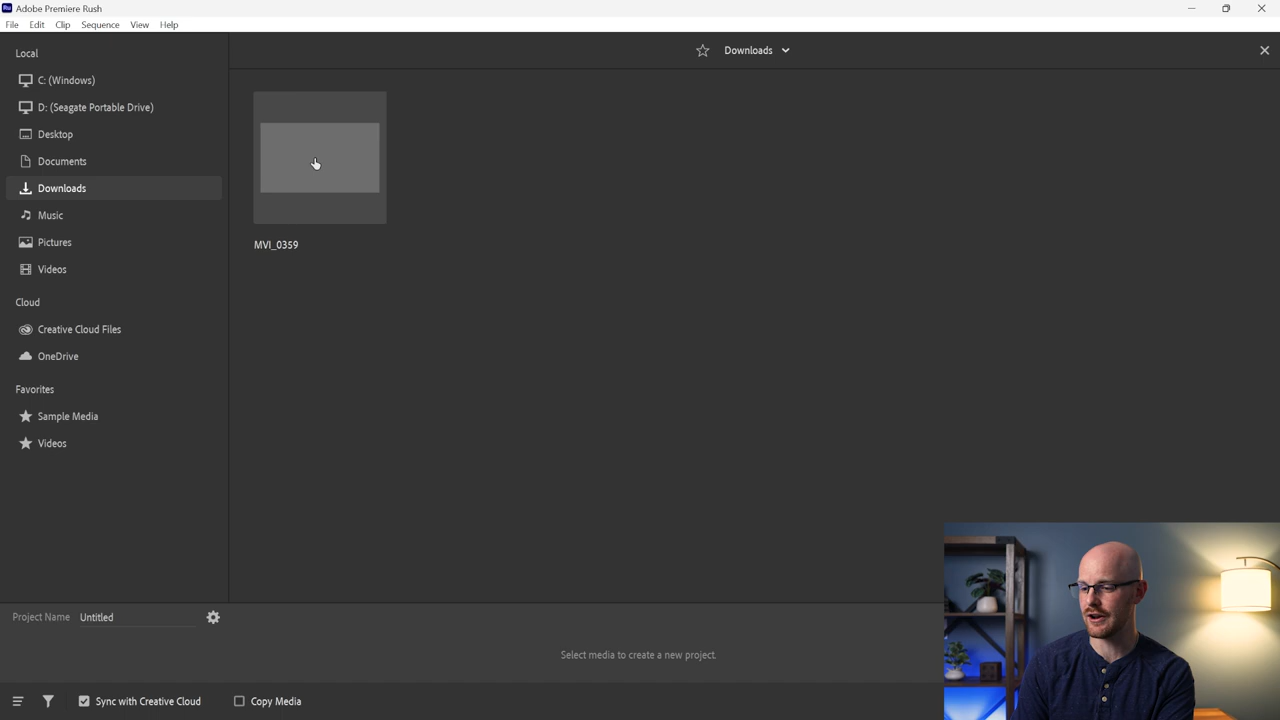 Adobe Premiere Rush
File Edit Clip Sequence View Help
Local
C: (Windows)
D: (Seagate Portable Drive)
Desktop
Documents
Downloads
Music
Pictures
Videos
Cloud
Creative Cloud Files
OneDrive
Favorites
Sample Media
Videos
Downloads
MVI_0359
Project Name Untitled
Select media to create a new project.
Sync with Creative Cloud
Copy Media